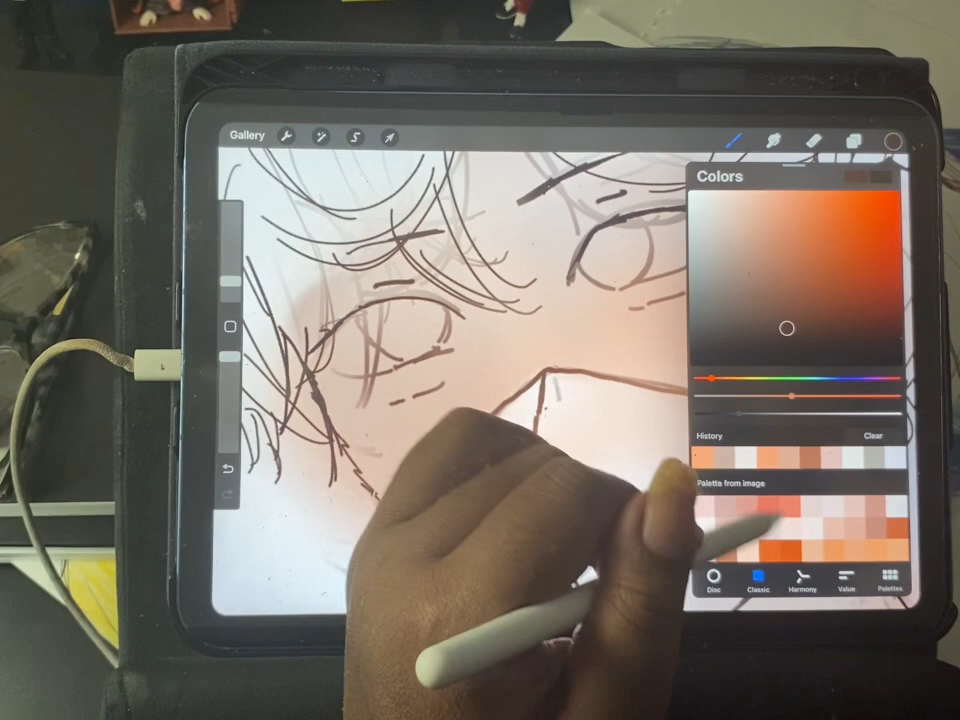 Gallery
Colors
History Clear
Palette from image
Disc Classic Harmony Value Palettes